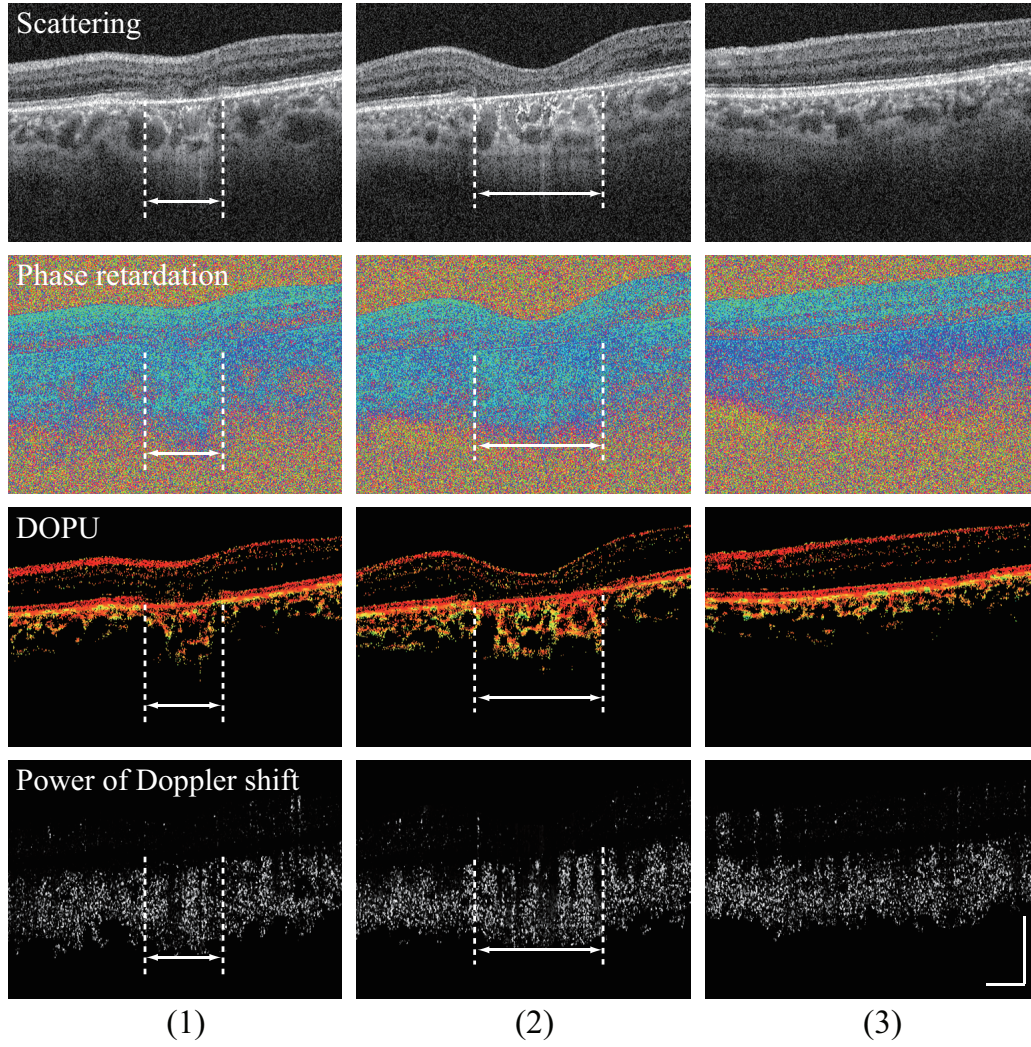 Scattering
Phase retardation
DOPU
Power of Doppler shift
(1) (2) (3)